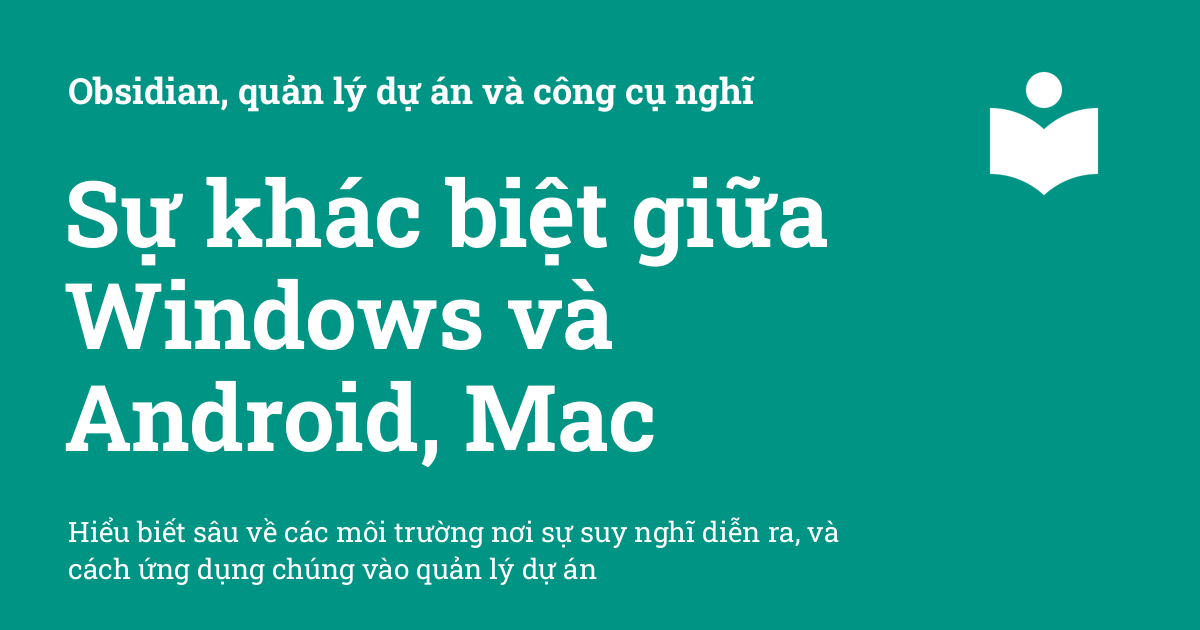 Obsidian, quản lý dự án và công cụ nghĩ
Sự khác biệt giữa
Windows và
Android, Mac
Hiểu biết sâu về các môi trường nơi sự suy nghĩ diễn ra, và
cách ứng dụng chúng vào quản lý dự án